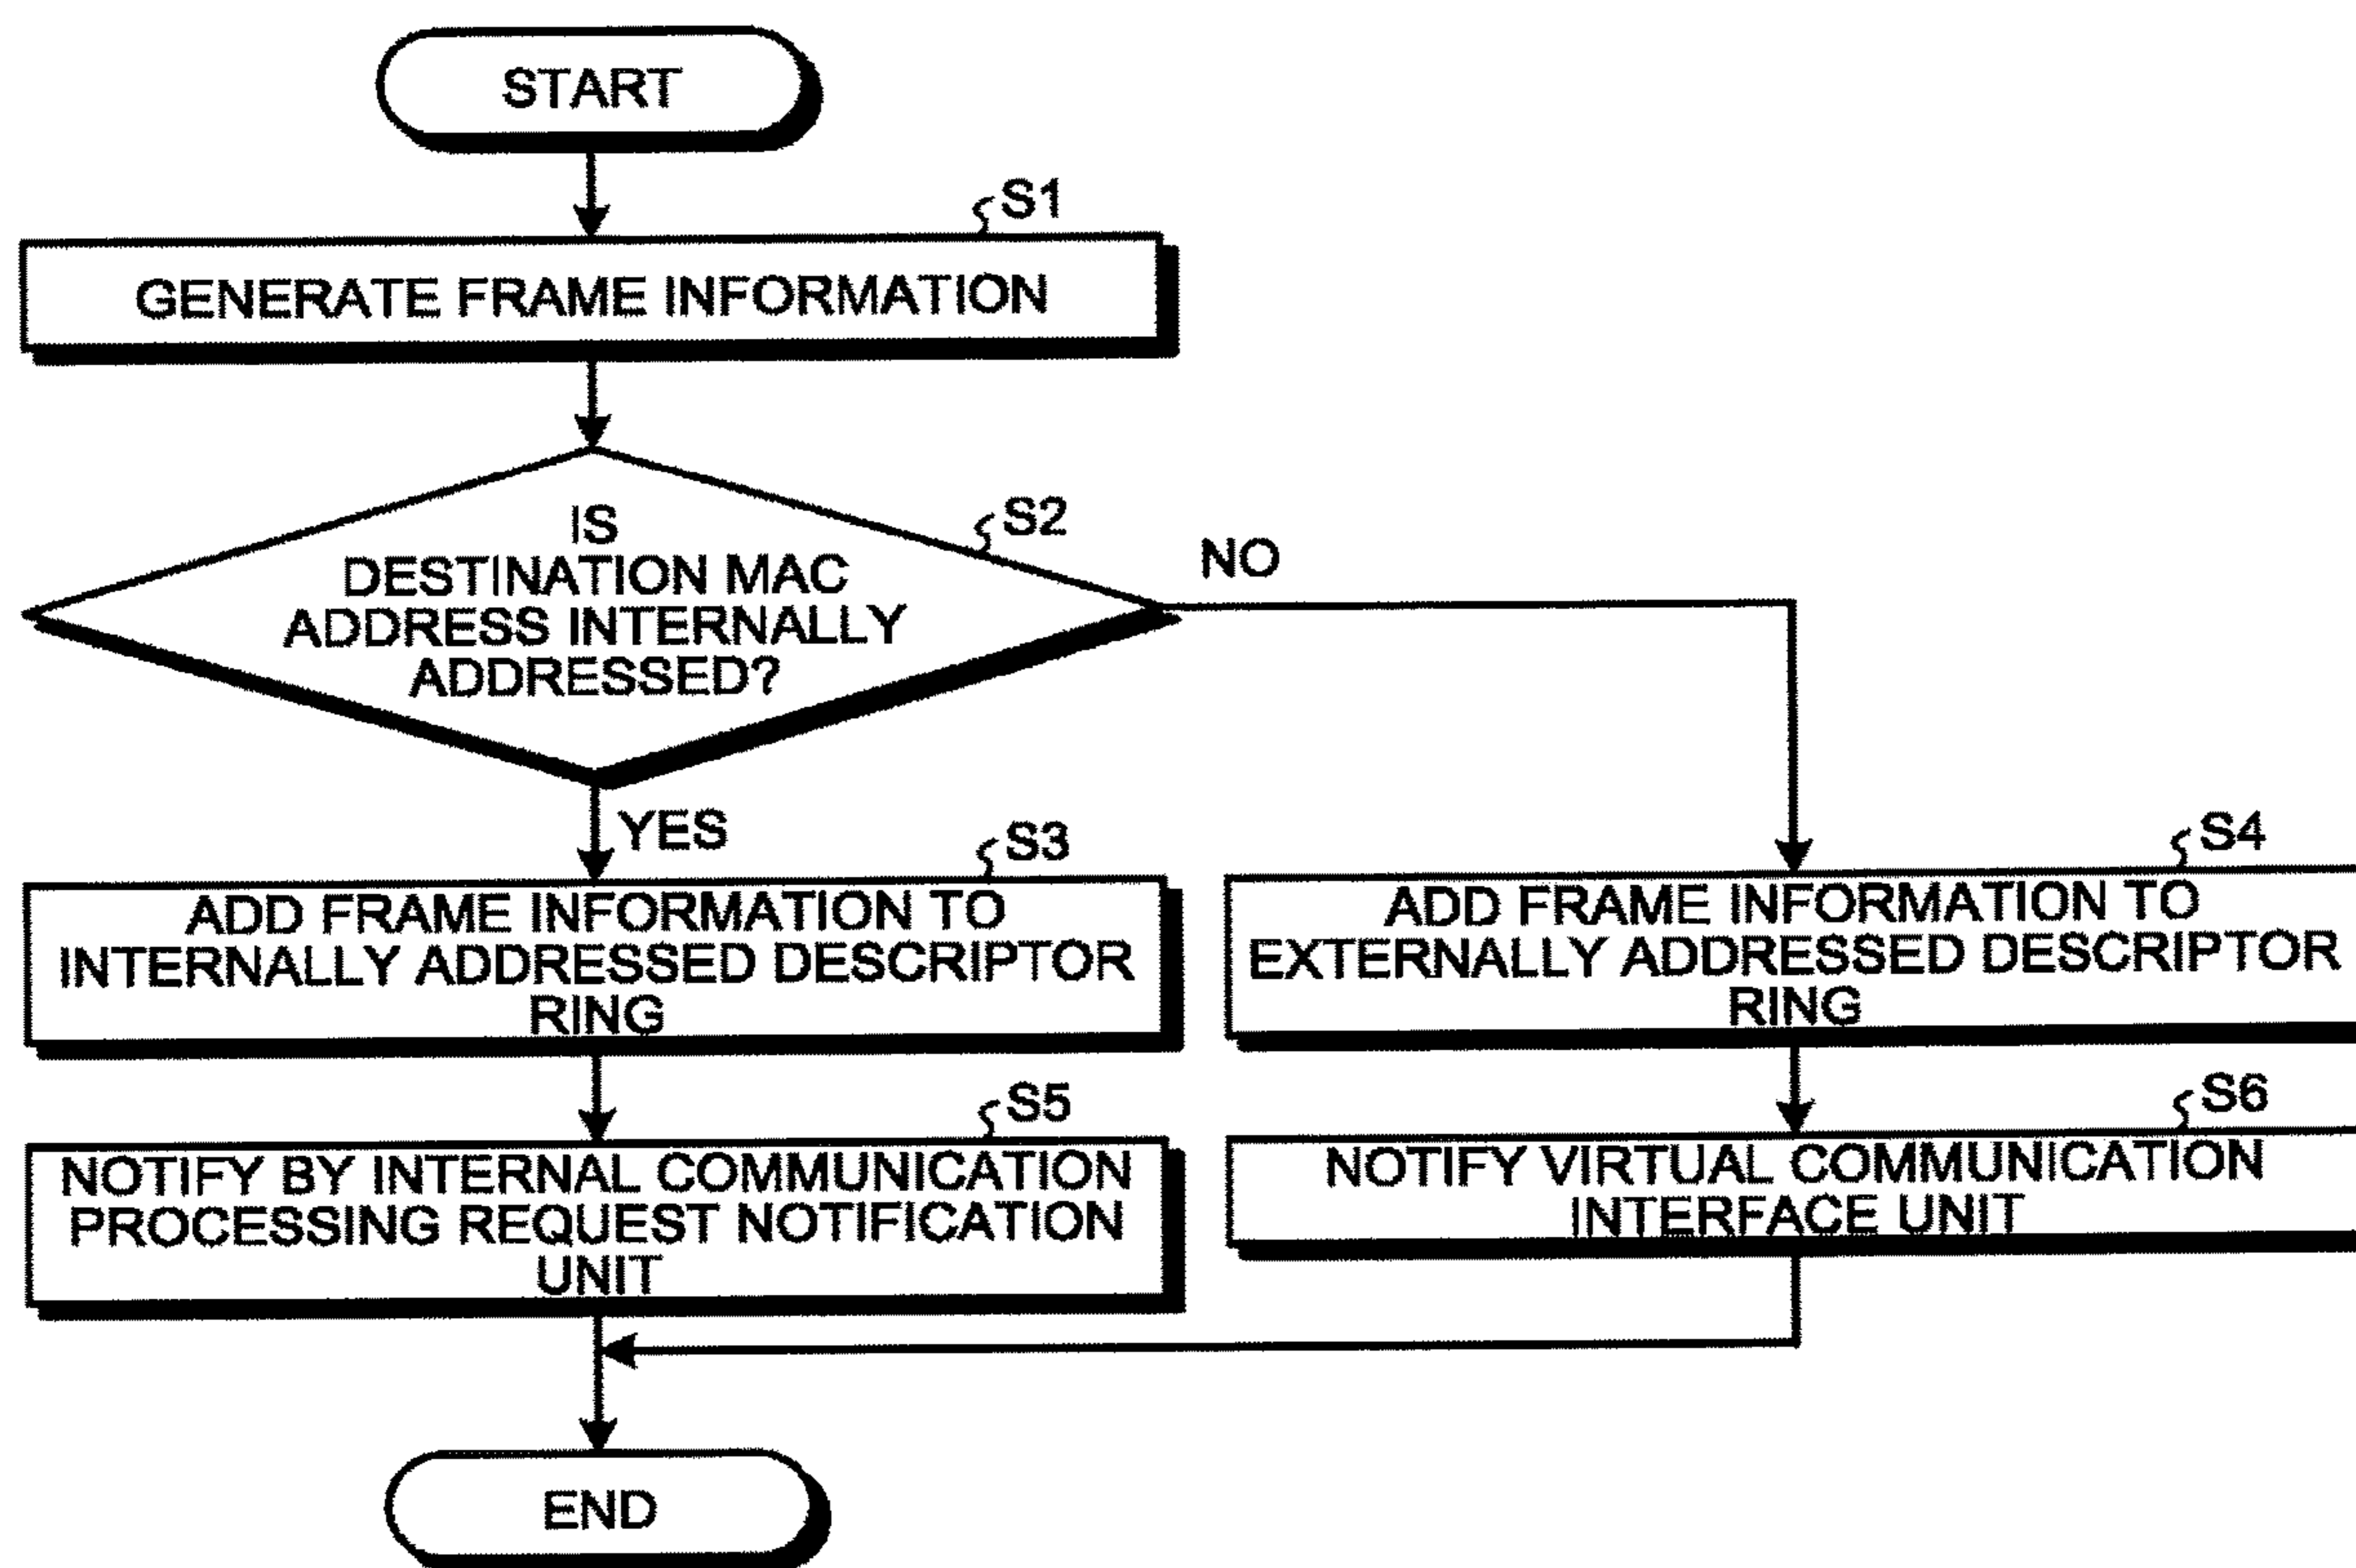 START
S1
GENERATE FRAME INFORMATION
S2
IS
DESTINATION MAC
ADDRESS INTERNALLY
ADDRESSED?
NO
YES
S3
ADD FRAME INFORMATION TO
INTERNALLY ADDRESSED DESCRIPTOR
RING
S4
ADD FRAME INFORMATION TO
EXTERNALLY ADDRESSED DESCRIPTOR
RING
S5
NOTIFY BY INTERNAL COMMUNICATION
PROCESSING REQUEST NOTIFICATION
UNIT
S6
NOTIFY VIRTUAL COMMUNICATION
INTERFACE UNIT
END